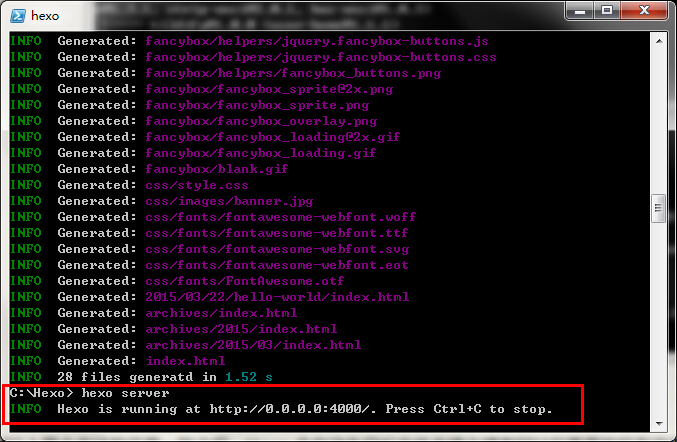 hexo
INFO  Generated: fancybox/helpers/jquery.fancybox-buttons.js
INFO  Generated: fancybox/helpers/jquery.fancybox-buttons.css
INFO  Generated: fancybox/helpers/fancybox_buttons.png
INFO  Generated: fancybox/fancybox_sprite@2x.png
INFO  Generated: fancybox/fancybox_sprite.png
INFO  Generated: fancybox/fancybox_overlay.png
INFO  Generated: fancybox/fancybox_loading@2x.gif
INFO  Generated: fancybox/fancybox_loading.gif
INFO  Generated: fancybox/blank.gif
INFO  Generated: css/style.css
INFO  Generated: css/images/banner.jpg
INFO  Generated: css/fonts/fontawesome-webfont.woff
INFO  Generated: css/fonts/fontawesome-webfont.ttf
INFO  Generated: css/fonts/fontawesome-webfont.svg
INFO  Generated: css/fonts/fontawesome-webfont.eot
INFO  Generated: css/fonts/FontAwesome.otf
INFO  Generated: 2015/03/22/hello-world/index.html
INFO  Generated: archives/index.html
INFO  Generated: archives/2015/index.html
INFO  Generated: archives/2015/03/index.html
INFO  Generated: index.html
INFO  28 files generatd in 1.52 s
C:\Hexo> hexo server
INFO  Hexo is running at http://0.0.0.0:4000/. Press Ctrl+C to stop.